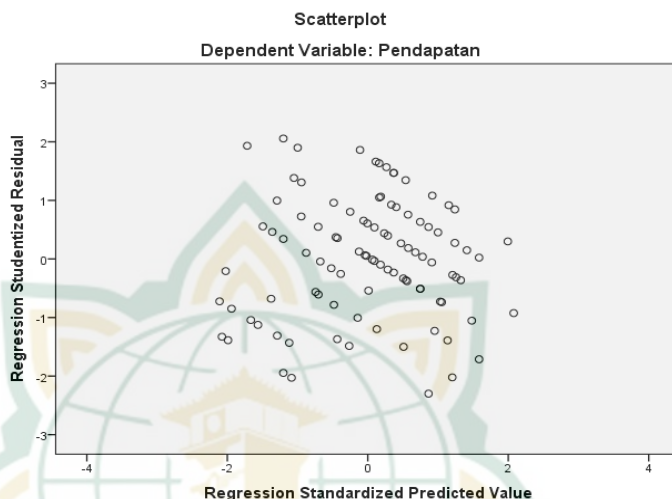 Scatterplot
Dependent Variable: Pendapatan
Regression Studentized Residual
3
2
1
0
-1
-2
-3
-4 -2 0 2 4
Regression Standardized Predicted Value